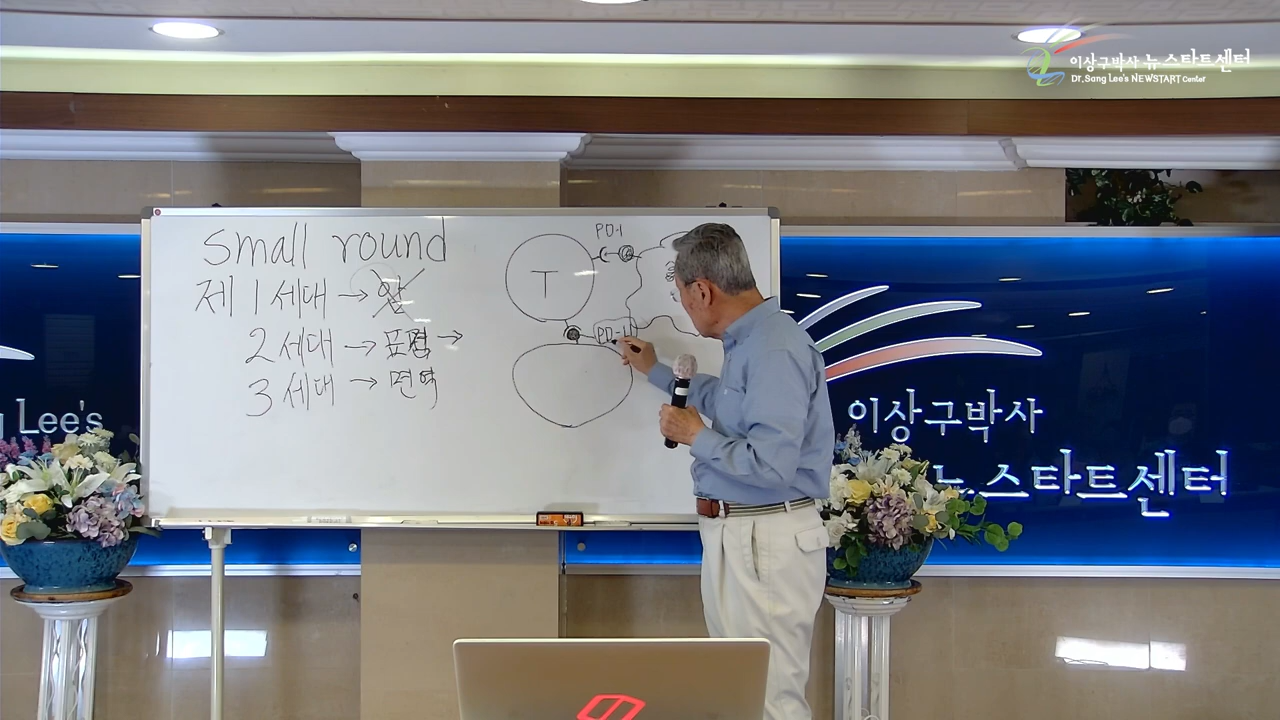 이상구박사 뉴스타트센터
Dr.Sang Lee's NEWSTART Center
small round
제 1 세대 → 암
2 세대 → 표적 →
3 세대 → 면역
PD-1
T
PD-L1
Lee's
이상구박사
뉴스타트센터